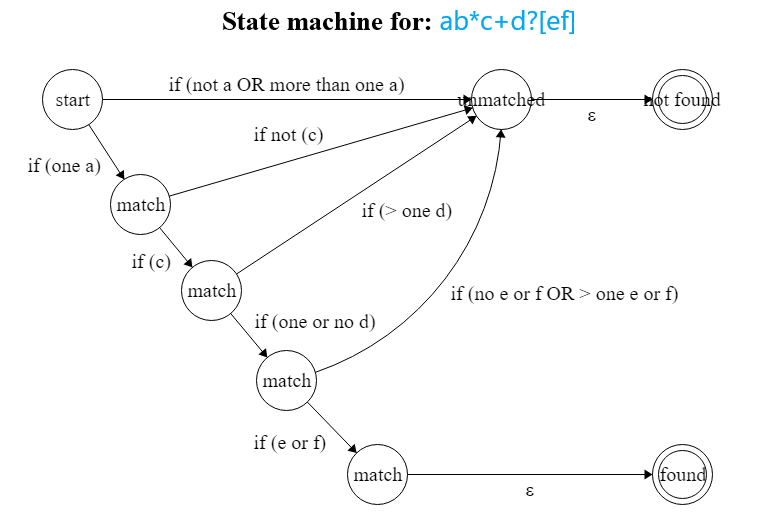 State machine for: ab*c+d?[ef]
start
if (not a OR more than one a)
unmatched
ε
not found
if not (c)
if (one a)
match
if (> one d)
if (c)
match
if (no e or f OR > one e or f)
if (one or no d)
match
if (e or f)
match
ε
found